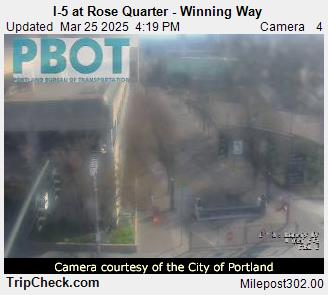 I-5 at Rose Quarter - Winning Way
Updated Mar 25 2025 4:19 PM Camera 4
PBOT
PORTLAND BUREAU OF TRANSPORTATION
Camera courtesy of the City of Portland
TripCheck.com Milepost302.00